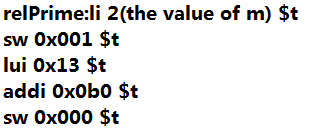 relPrime:li 2(the value of m) $t
sw 0x001 $t
lui 0x13 $t
addi 0x0b0 $t
sw 0x000 $t